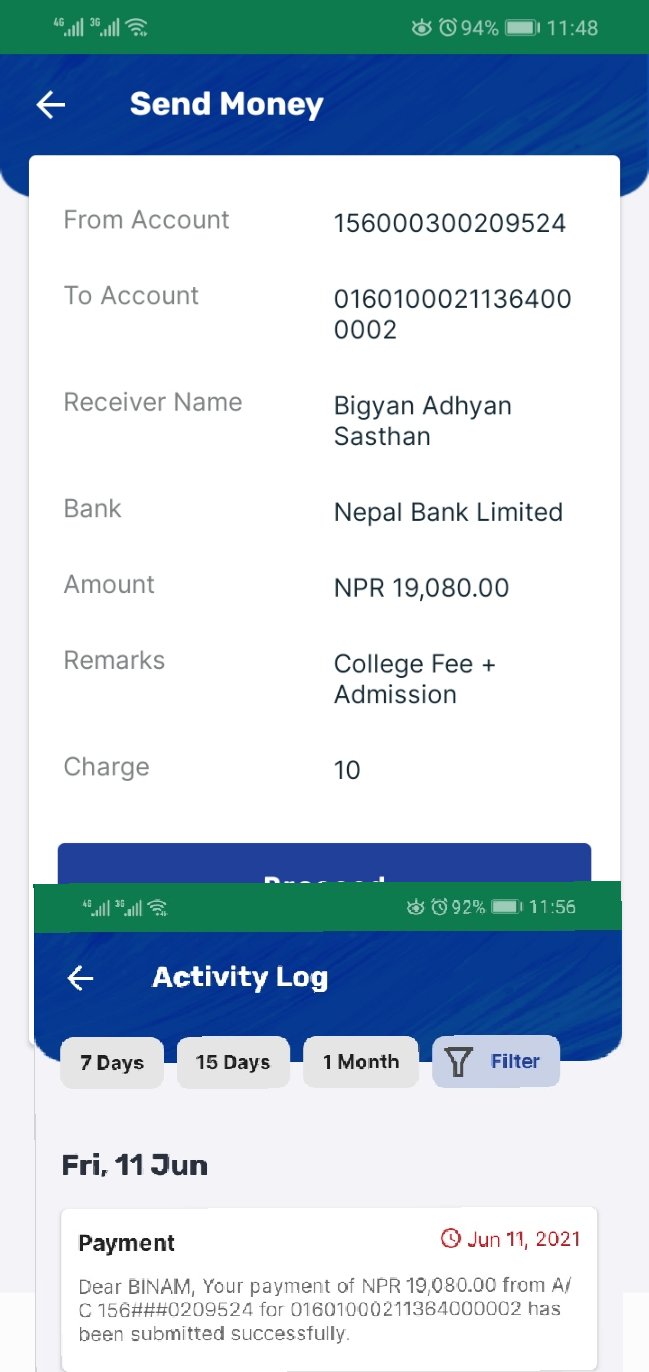 4G 3G 94% 11:48
Send Money
From Account 156000300209524
To Account 0160100021136400
0002
Receiver Name Bigyan Adhyan
Sasthan
Bank Nepal Bank Limited
Amount NPR 19,080.00
Remarks College Fee +
Admission
Charge 10
Proceed
4G 3G 92% 11:56
Activity Log
7 Days 15 Days 1 Month Filter
Fri, 11 Jun
Payment Jun 11, 2021
Dear BINAM, Your payment of NPR 19,080.00 from A/
C 156###0209524 for 01601000211364000002 has
been submitted successfully.